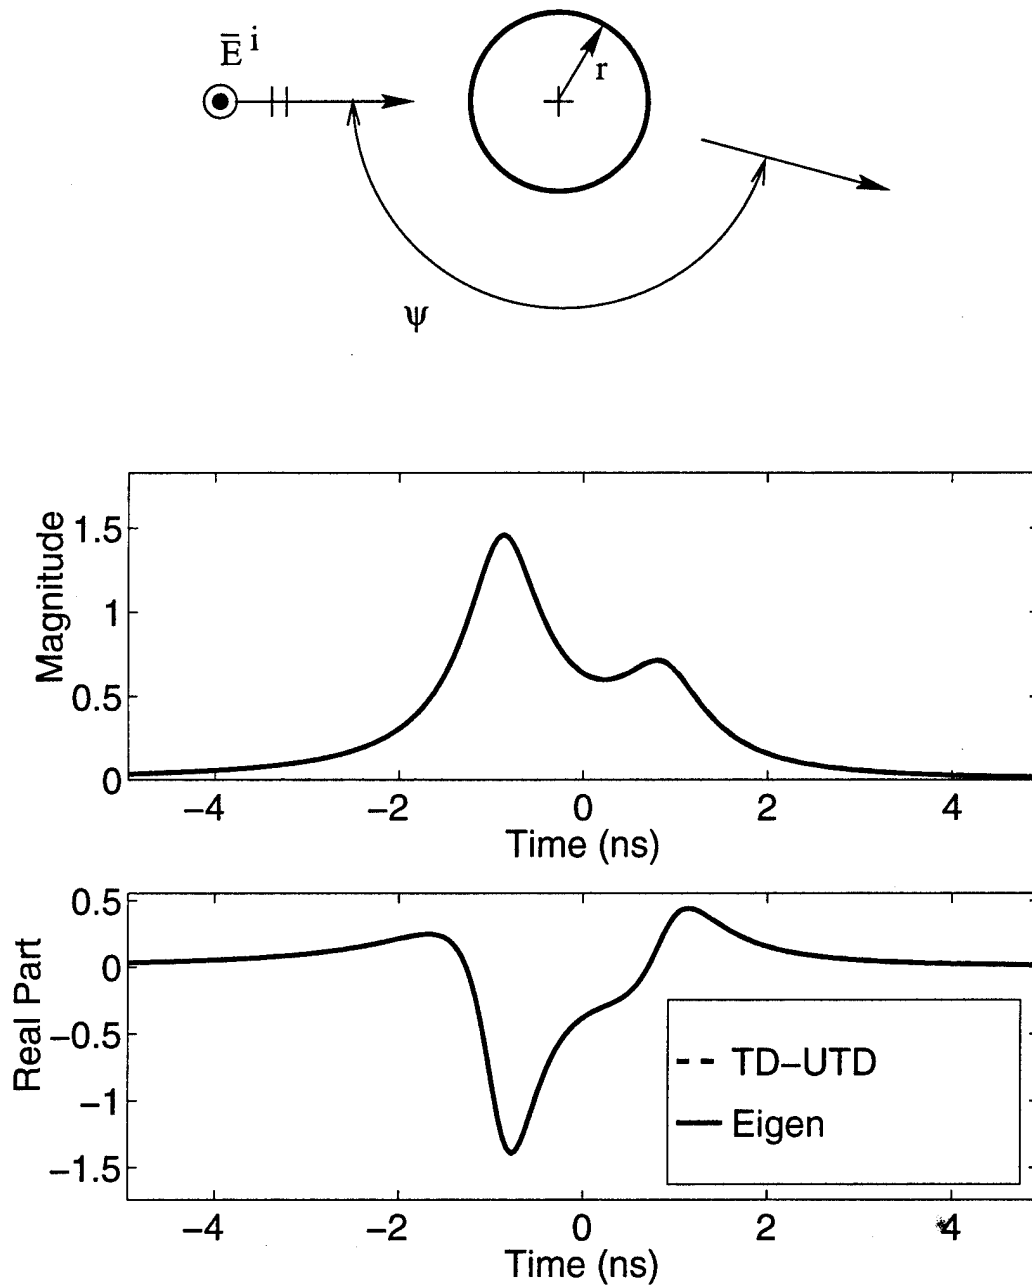 Ē i
r
ψ
Magnitude
1.5
1
0.5
0
−4 −2 0 2 4
Time (ns)
Real Part
0.5
0
−0.5
−1
−1.5
TD−UTD
Eigen
−4 −2 0 2 4
Time (ns)